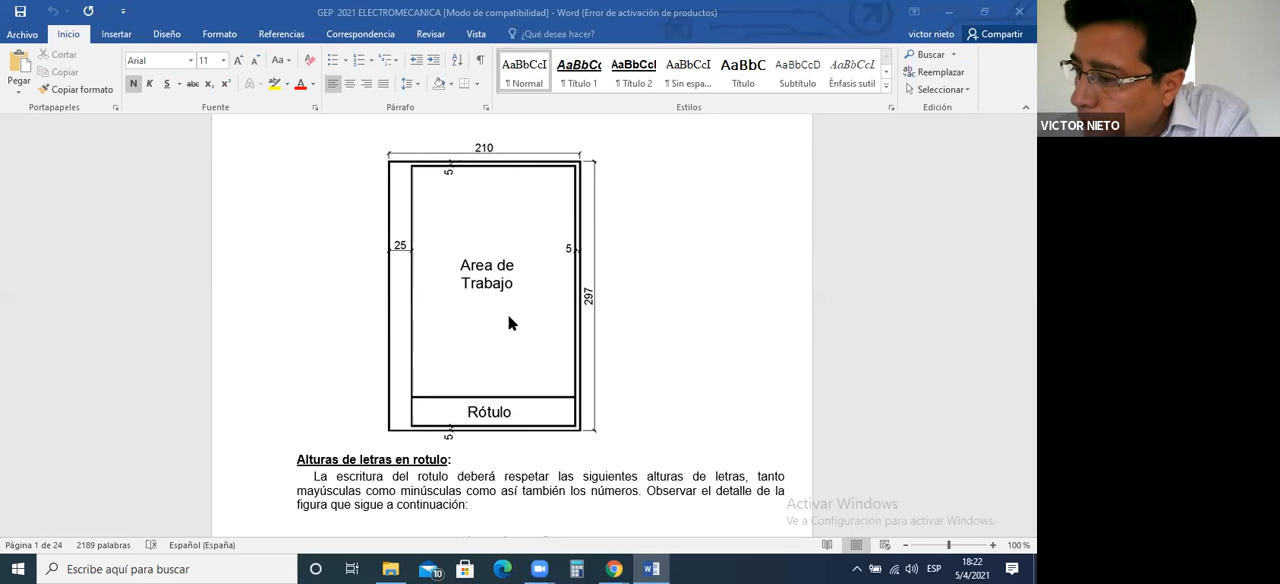 GEP 2021 ELECTROMECANICA [Modo de compatibilidad] - Word (Error de activación de productos)
Archivo Inicio Insertar Diseño Formato Referencias Correspondencia Revisar Vista ¿Qué desea hacer? victor nieto Compartir
Pegar
Cortar
Copiar
Copiar formato
Portapapeles
Arial 11 Aa
N K S abc x₂ x² A A
Fuente
Párrafo
AaBbCcI AaBbCc AaBbCcI AaBbCcI AaBbC AaBbCcD AaBbCcI
¶ Normal ¶ Título 1 ¶ Título 2 ¶ Sin espa... Título Subtítulo Énfasis sutil
Estilos
Buscar
Reemplazar
Seleccionar
Edición
VICTOR NIETO
210
5
25
5
Area de
Trabajo
297
Rótulo
5
Alturas de letras en rotulo:
La escritura del rotulo deberá respetar las siguientes alturas de letras, tanto
mayúsculas como minúsculas como así también los números. Observar el detalle de la
figura que sigue a continuación:
Activar Windows
Ve a Configuración para activar Windows.
Página 1 de 24 2189 palabras Español (España) 100 %
Escribe aquí para buscar
10
ESP
18:22
5/4/2021